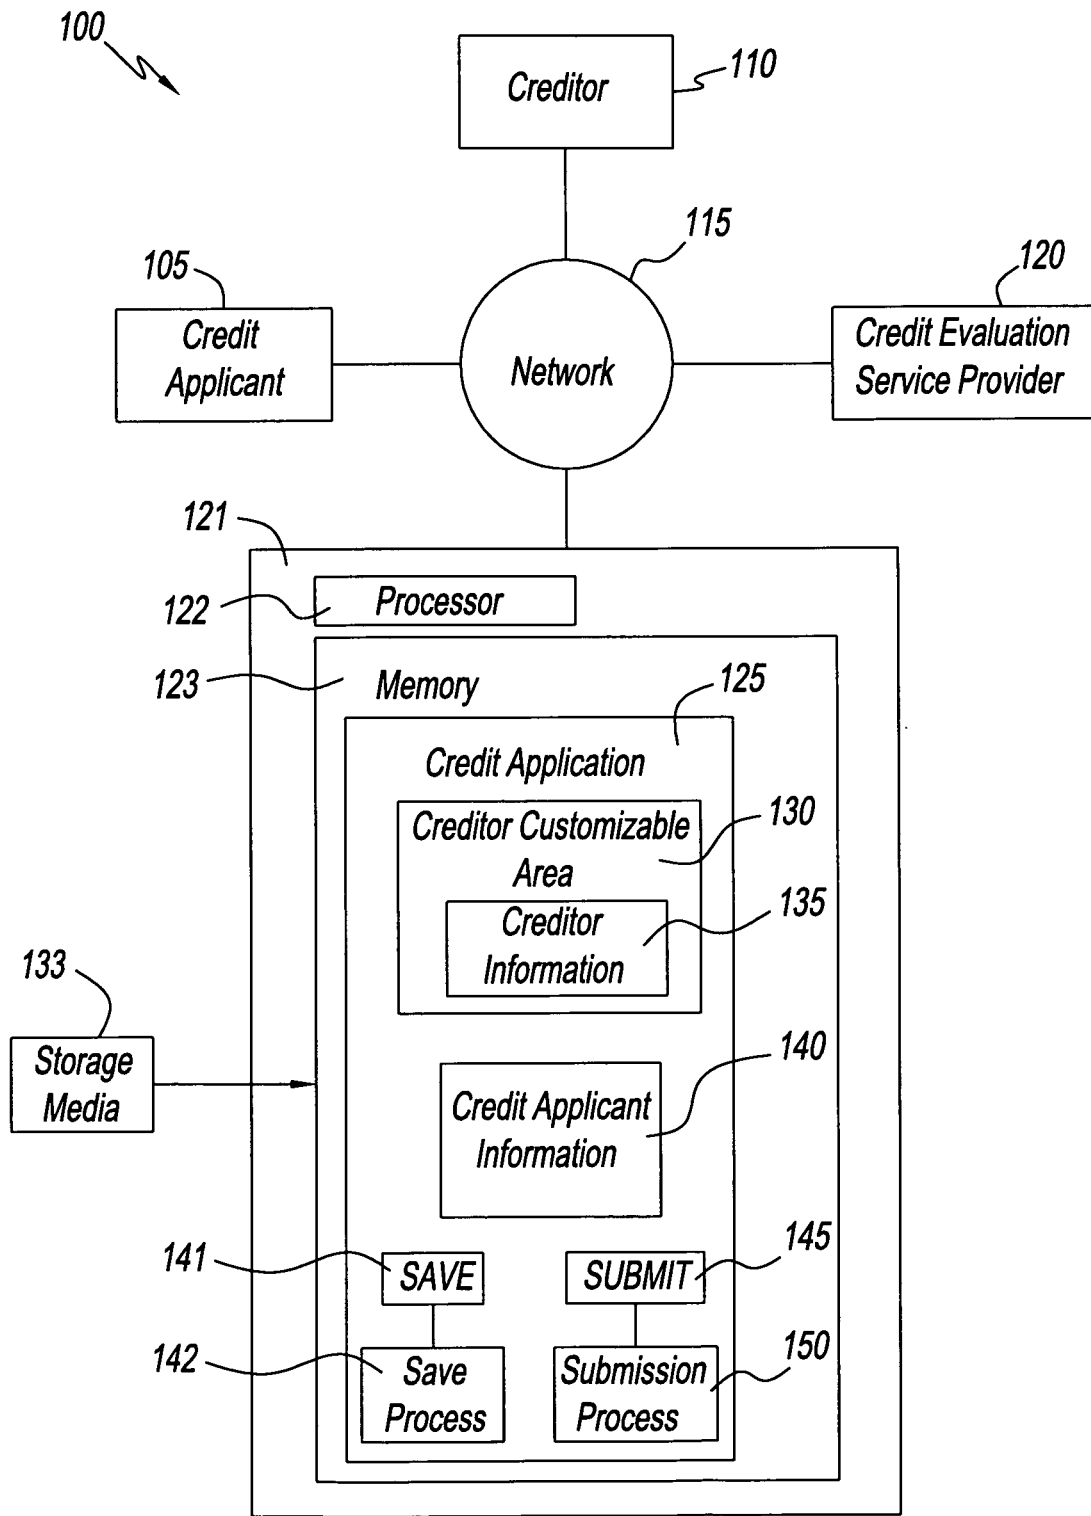 100
Creditor
110
115
105
120
Credit
Applicant
Network
Credit Evaluation
Service Provider
121
122
Processor
123
Memory
125
Credit Application
130
Creditor Customizable
Area
135
Creditor
Information
133
Storage
Media
140
Credit Applicant
Information
141
SAVE
SUBMIT
145
142
Save
Process
Submission
Process
150